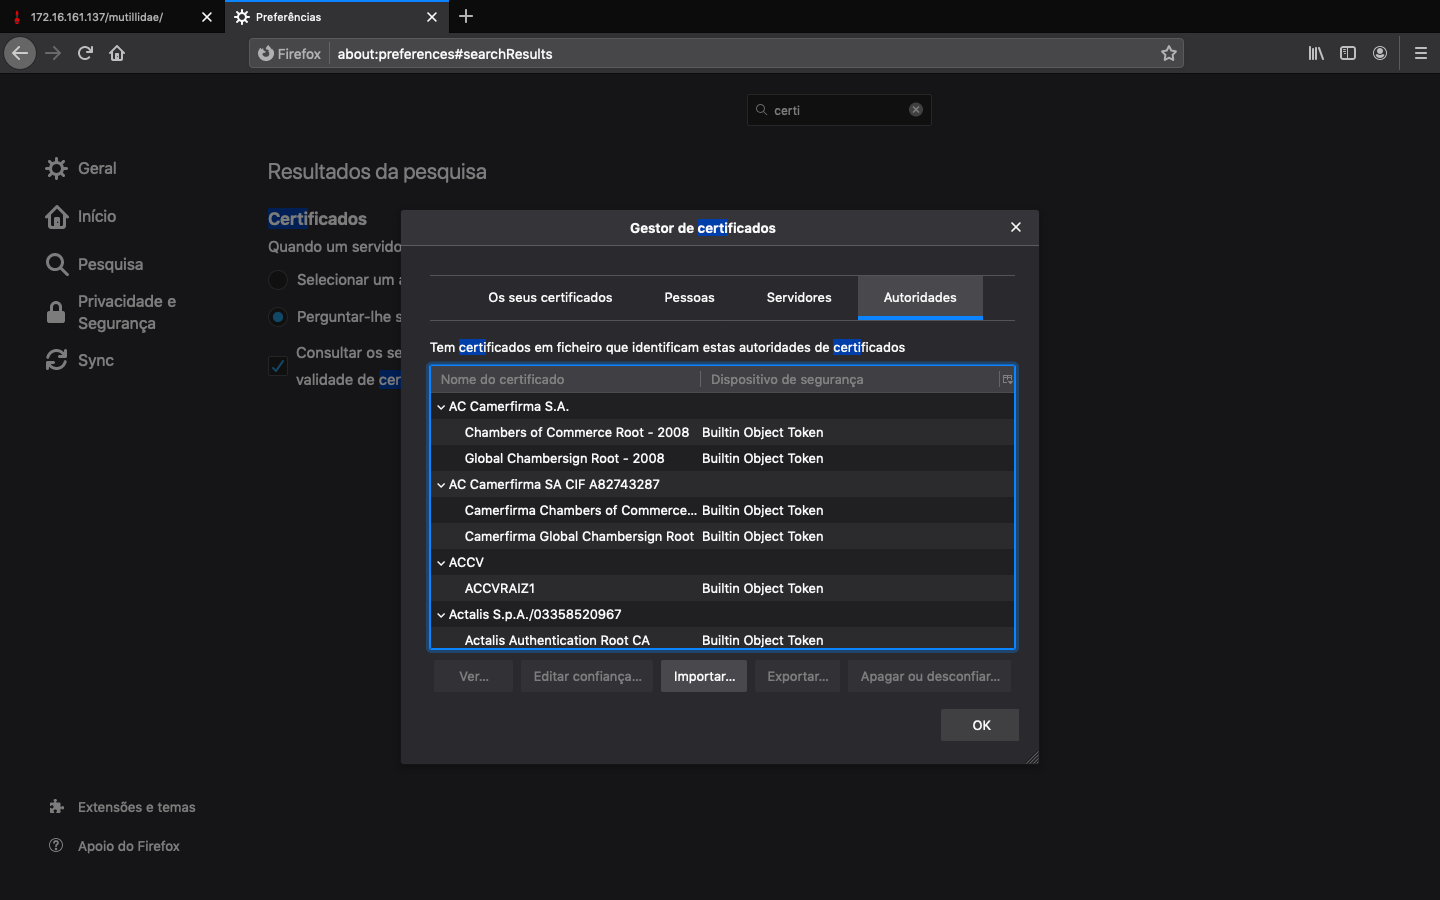 172.16.161.137/mutillidae/
Preferências
Firefox
about:preferences#searchResults
certi
Geral
Início
Pesquisa
Privacidade e
Segurança
Sync
Resultados da pesquisa
Certificados
Quando um servido
Selecionar um a
Perguntar-lhe s
Consultar os se
validade de cer
Gestor de certificados
Os seus certificados
Pessoas
Servidores
Autoridades
Tem certificados em ficheiro que identificam estas autoridades de certificados
Nome do certificado Dispositivo de segurança
AC Camerfirma S.A.
Chambers of Commerce Root - 2008 Builtin Object Token
Global Chambersign Root - 2008 Builtin Object Token
AC Camerfirma SA CIF A82743287
Camerfirma Chambers of Commerce... Builtin Object Token
Camerfirma Global Chambersign Root Builtin Object Token
ACCV
ACCVRAIZ1 Builtin Object Token
Actalis S.p.A./03358520967
Actalis Authentication Root CA Builtin Object Token
Ver...
Editar confiança...
Importar...
Exportar...
Apagar ou desconfiar...
OK
Extensões e temas
Apoio do Firefox